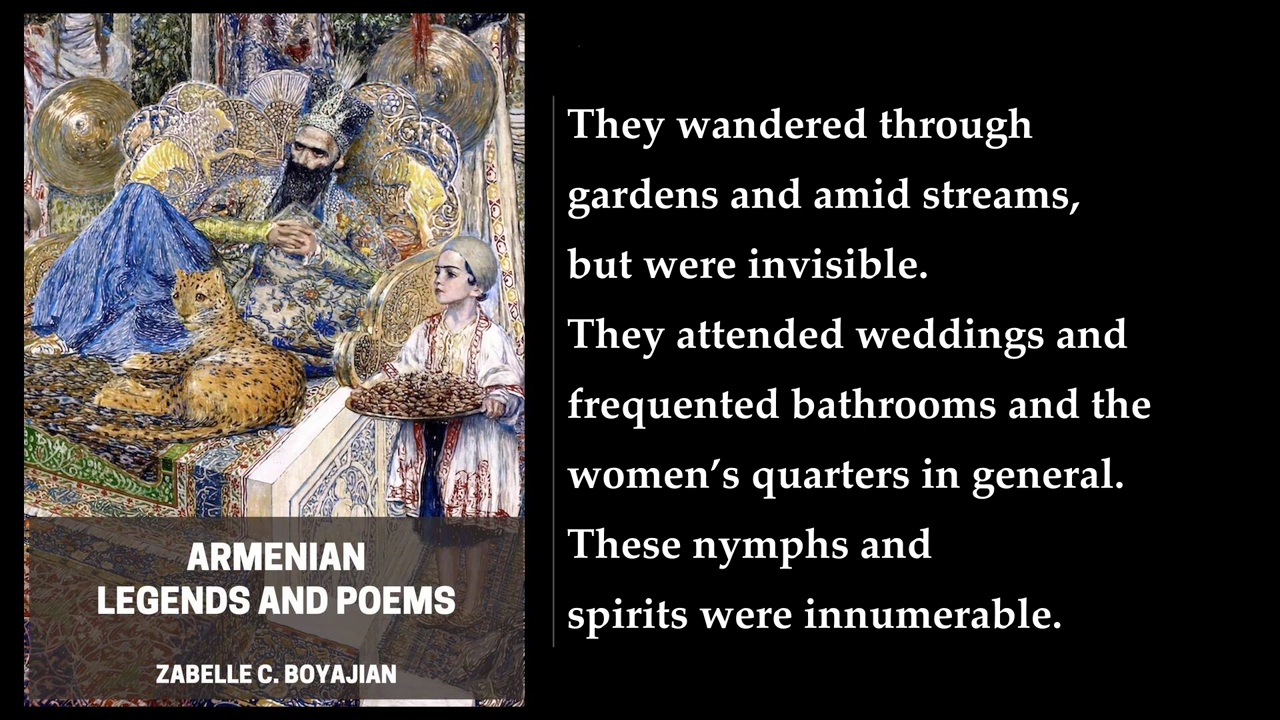 ARMENIAN
LEGENDS AND POEMS
ZABELLE C. BOYAJIAN
They wandered through
gardens and amid streams,
but were invisible.
They attended weddings and
frequented bathrooms and the
women’s quarters in general.
These nymphs and
spirits were innumerable.